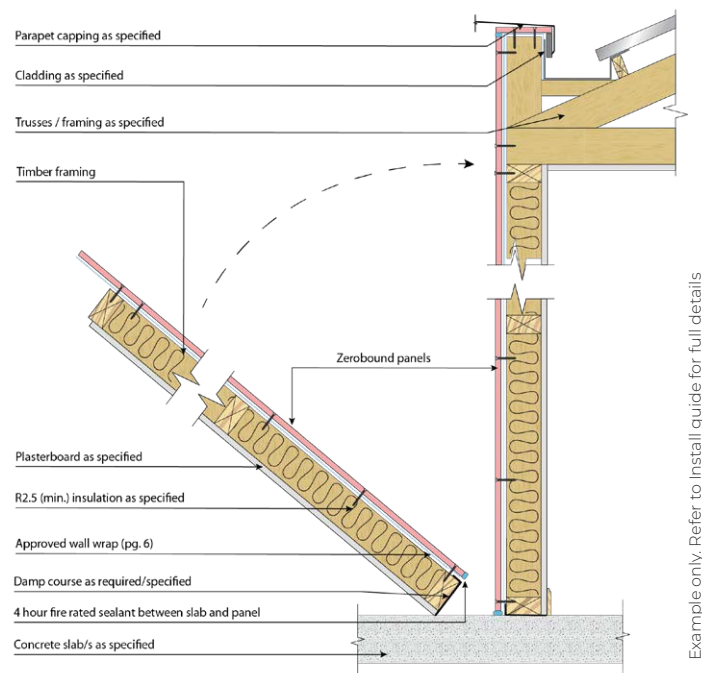 Parapet capping as specified
Cladding as specified
Trusses / framing as specified
Timber framing
Zerobound panels
Plasterboard as specified
R2.5 (min.) insulation as specified
Approved wall wrap (pg. 6)
Damp course as required/specified
4 hour fire rated sealant between slab and panel
Concrete slab/s as specified
Example only. Refer to Install guide for full details